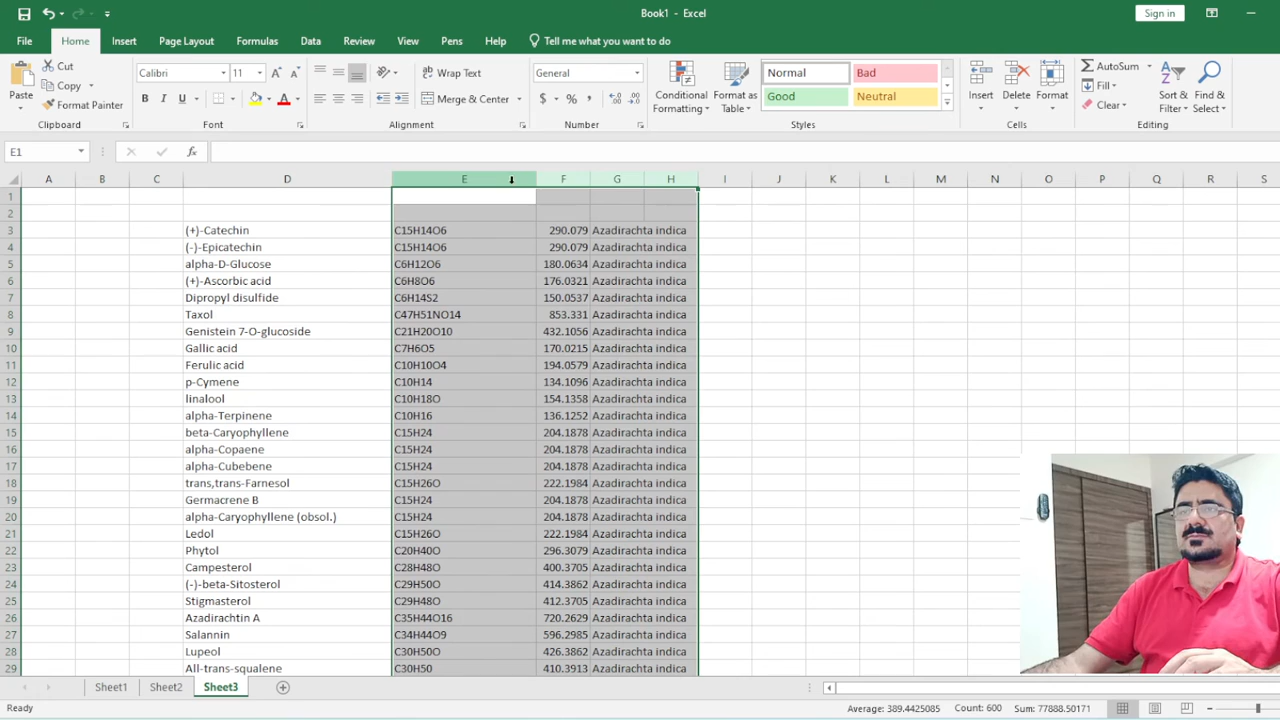 Book1 - Excel
Sign in
File Home Insert Page Layout Formulas Data Review View Pens Help Tell me what you want to do
Cut
Copy
Format Painter
Paste
Clipboard
Calibri 11
B I U
Font
Wrap Text
Merge & Center
Alignment
General
$ % ,
Number
Conditional Formatting
Format as Table
Normal Bad
Good Neutral
Styles
Insert Delete Format
Cells
AutoSum
Fill
Clear
Sort & Filter
Find & Select
Editing
E1
fx
A B C D E F G H I J K L M N O P Q R S
1
2
3 (+)-Catechin C15H14O6 290.079 Azadirachta indica
4 (-)-Epicatechin C15H14O6 290.079 Azadirachta indica
5 alpha-D-Glucose C6H12O6 180.0634 Azadirachta indica
6 (+)-Ascorbic acid C6H8O6 176.0321 Azadirachta indica
7 Dipropyl disulfide C6H14S2 150.0537 Azadirachta indica
8 Taxol C47H51NO14 853.331 Azadirachta indica
9 Genistein 7-O-glucoside C21H20O10 432.1056 Azadirachta indica
10 Gallic acid C7H6O5 170.0215 Azadirachta indica
11 Ferulic acid C10H10O4 194.0579 Azadirachta indica
12 p-Cymene C10H14 134.1096 Azadirachta indica
13 linalool C10H18O 154.1358 Azadirachta indica
14 alpha-Terpinene C10H16 136.1252 Azadirachta indica
15 beta-Caryophyllene C15H24 204.1878 Azadirachta indica
16 alpha-Copaene C15H24 204.1878 Azadirachta indica
17 alpha-Cubebene C15H24 204.1878 Azadirachta indica
18 trans,trans-Farnesol C15H26O 222.1984 Azadirachta indica
19 Germacrene B C15H24 204.1878 Azadirachta indica
20 alpha-Caryophyllene (obsol.) C15H24 204.1878 Azadirachta indica
21 Ledol C15H26O 222.1984 Azadirachta indica
22 Phytol C20H40O 296.3079 Azadirachta indica
23 Campesterol C28H48O 400.3705 Azadirachta indica
24 (-)-beta-Sitosterol C29H50O 414.3862 Azadirachta indica
25 Stigmasterol C29H48O 412.3705 Azadirachta indica
26 Azadirachtin A C35H44O16 720.2629 Azadirachta indica
27 Salannin C34H44O9 596.2985 Azadirachta indica
28 Lupeol C30H50O 426.3862 Azadirachta indica
29 All-trans-squalene C30H50 410.3913 Azadirachta indica
Sheet1 Sheet2 Sheet3
Ready
Average: 389.4425085 Count: 600 Sum: 77888.50171